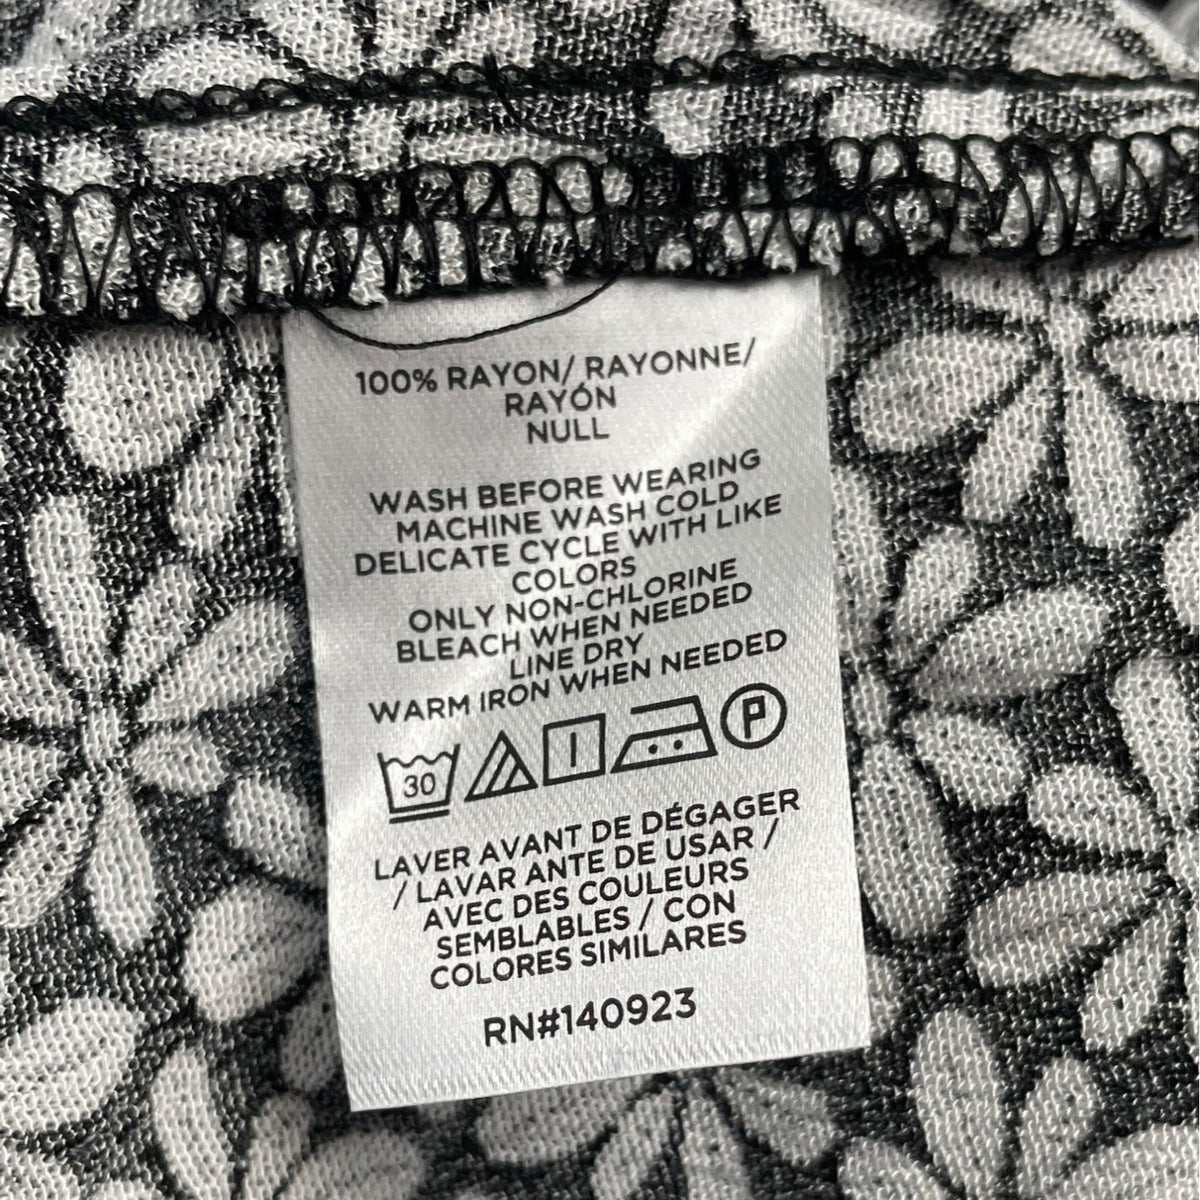 100% RAYON/ RAYONNE/
RAYÓN
NULL
WASH BEFORE WEARING
MACHINE WASH COLD
DELICATE CYCLE WITH LIKE
COLORS
ONLY NON-CHLORINE
BLEACH WHEN NEEDED
LINE DRY
WARM IRON WHEN NEEDED
30 P
LAVER AVANT DE DÉGAGER
/ LAVAR ANTE DE USAR /
AVEC DES COULEURS
SEMBLABLES / CON
COLORES SIMILARES
RN#140923